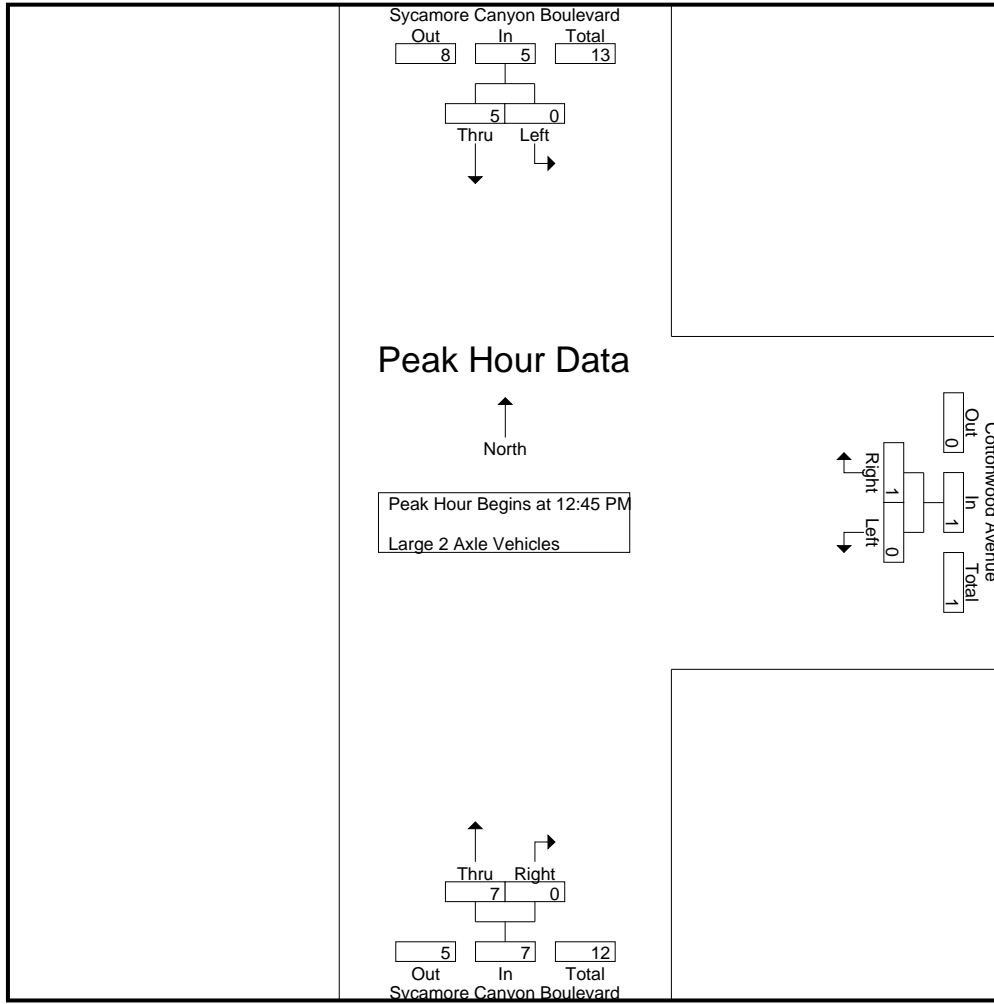 Sycamore Canyon Boulevard
Out In Total
8 5 13
5 0
Thru Left
Peak Hour Data
North
Peak Hour Begins at 12:45 PM
Large 2 Axle Vehicles
Cottonwood Avenue
Out In Total
0 1 1
Right Left
1 0
Thru Right
7 0
5 7 12
Out In Total
Sycamore Canyon Boulevard